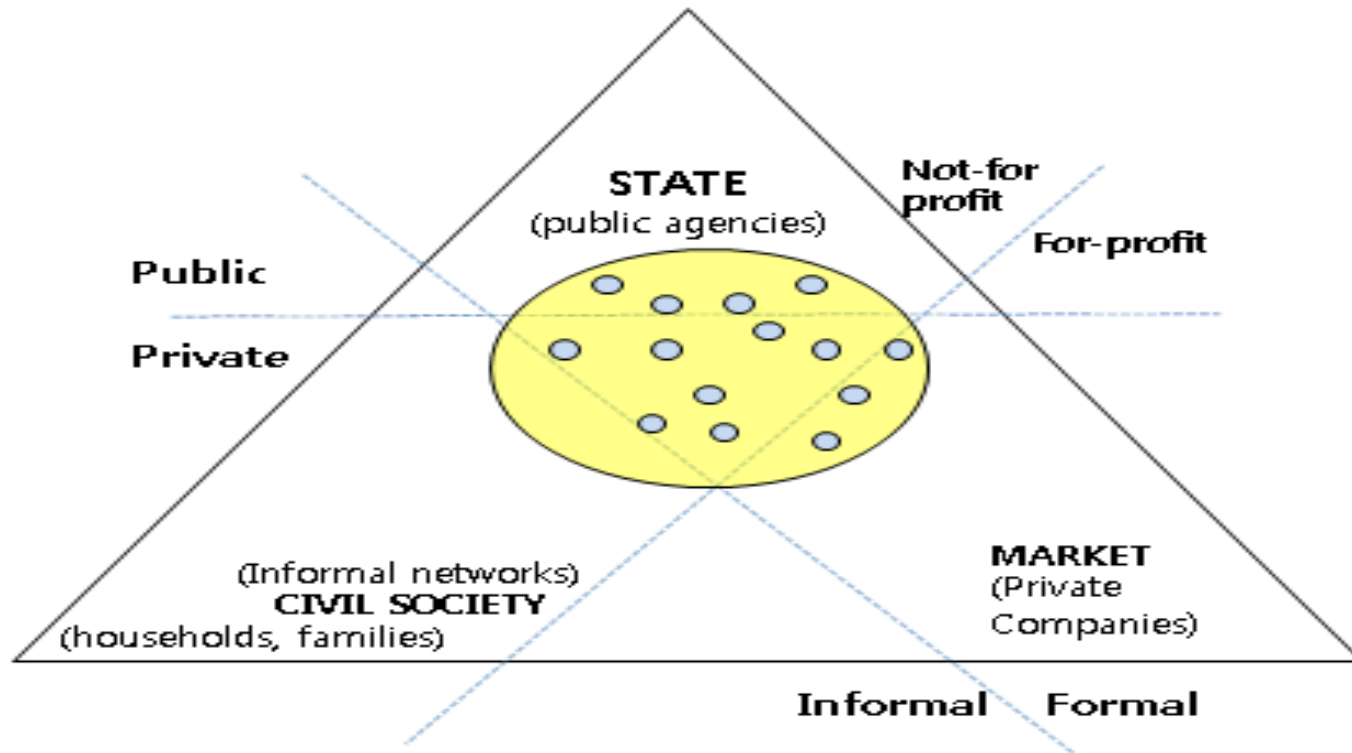 Not-for
profit
STATE
(public agencies)
For-profit
Public
Private
MARKET
(Private
Companies)
(Informal networks)
CIVIL SOCIETY
(households, families)
Informal
Formal